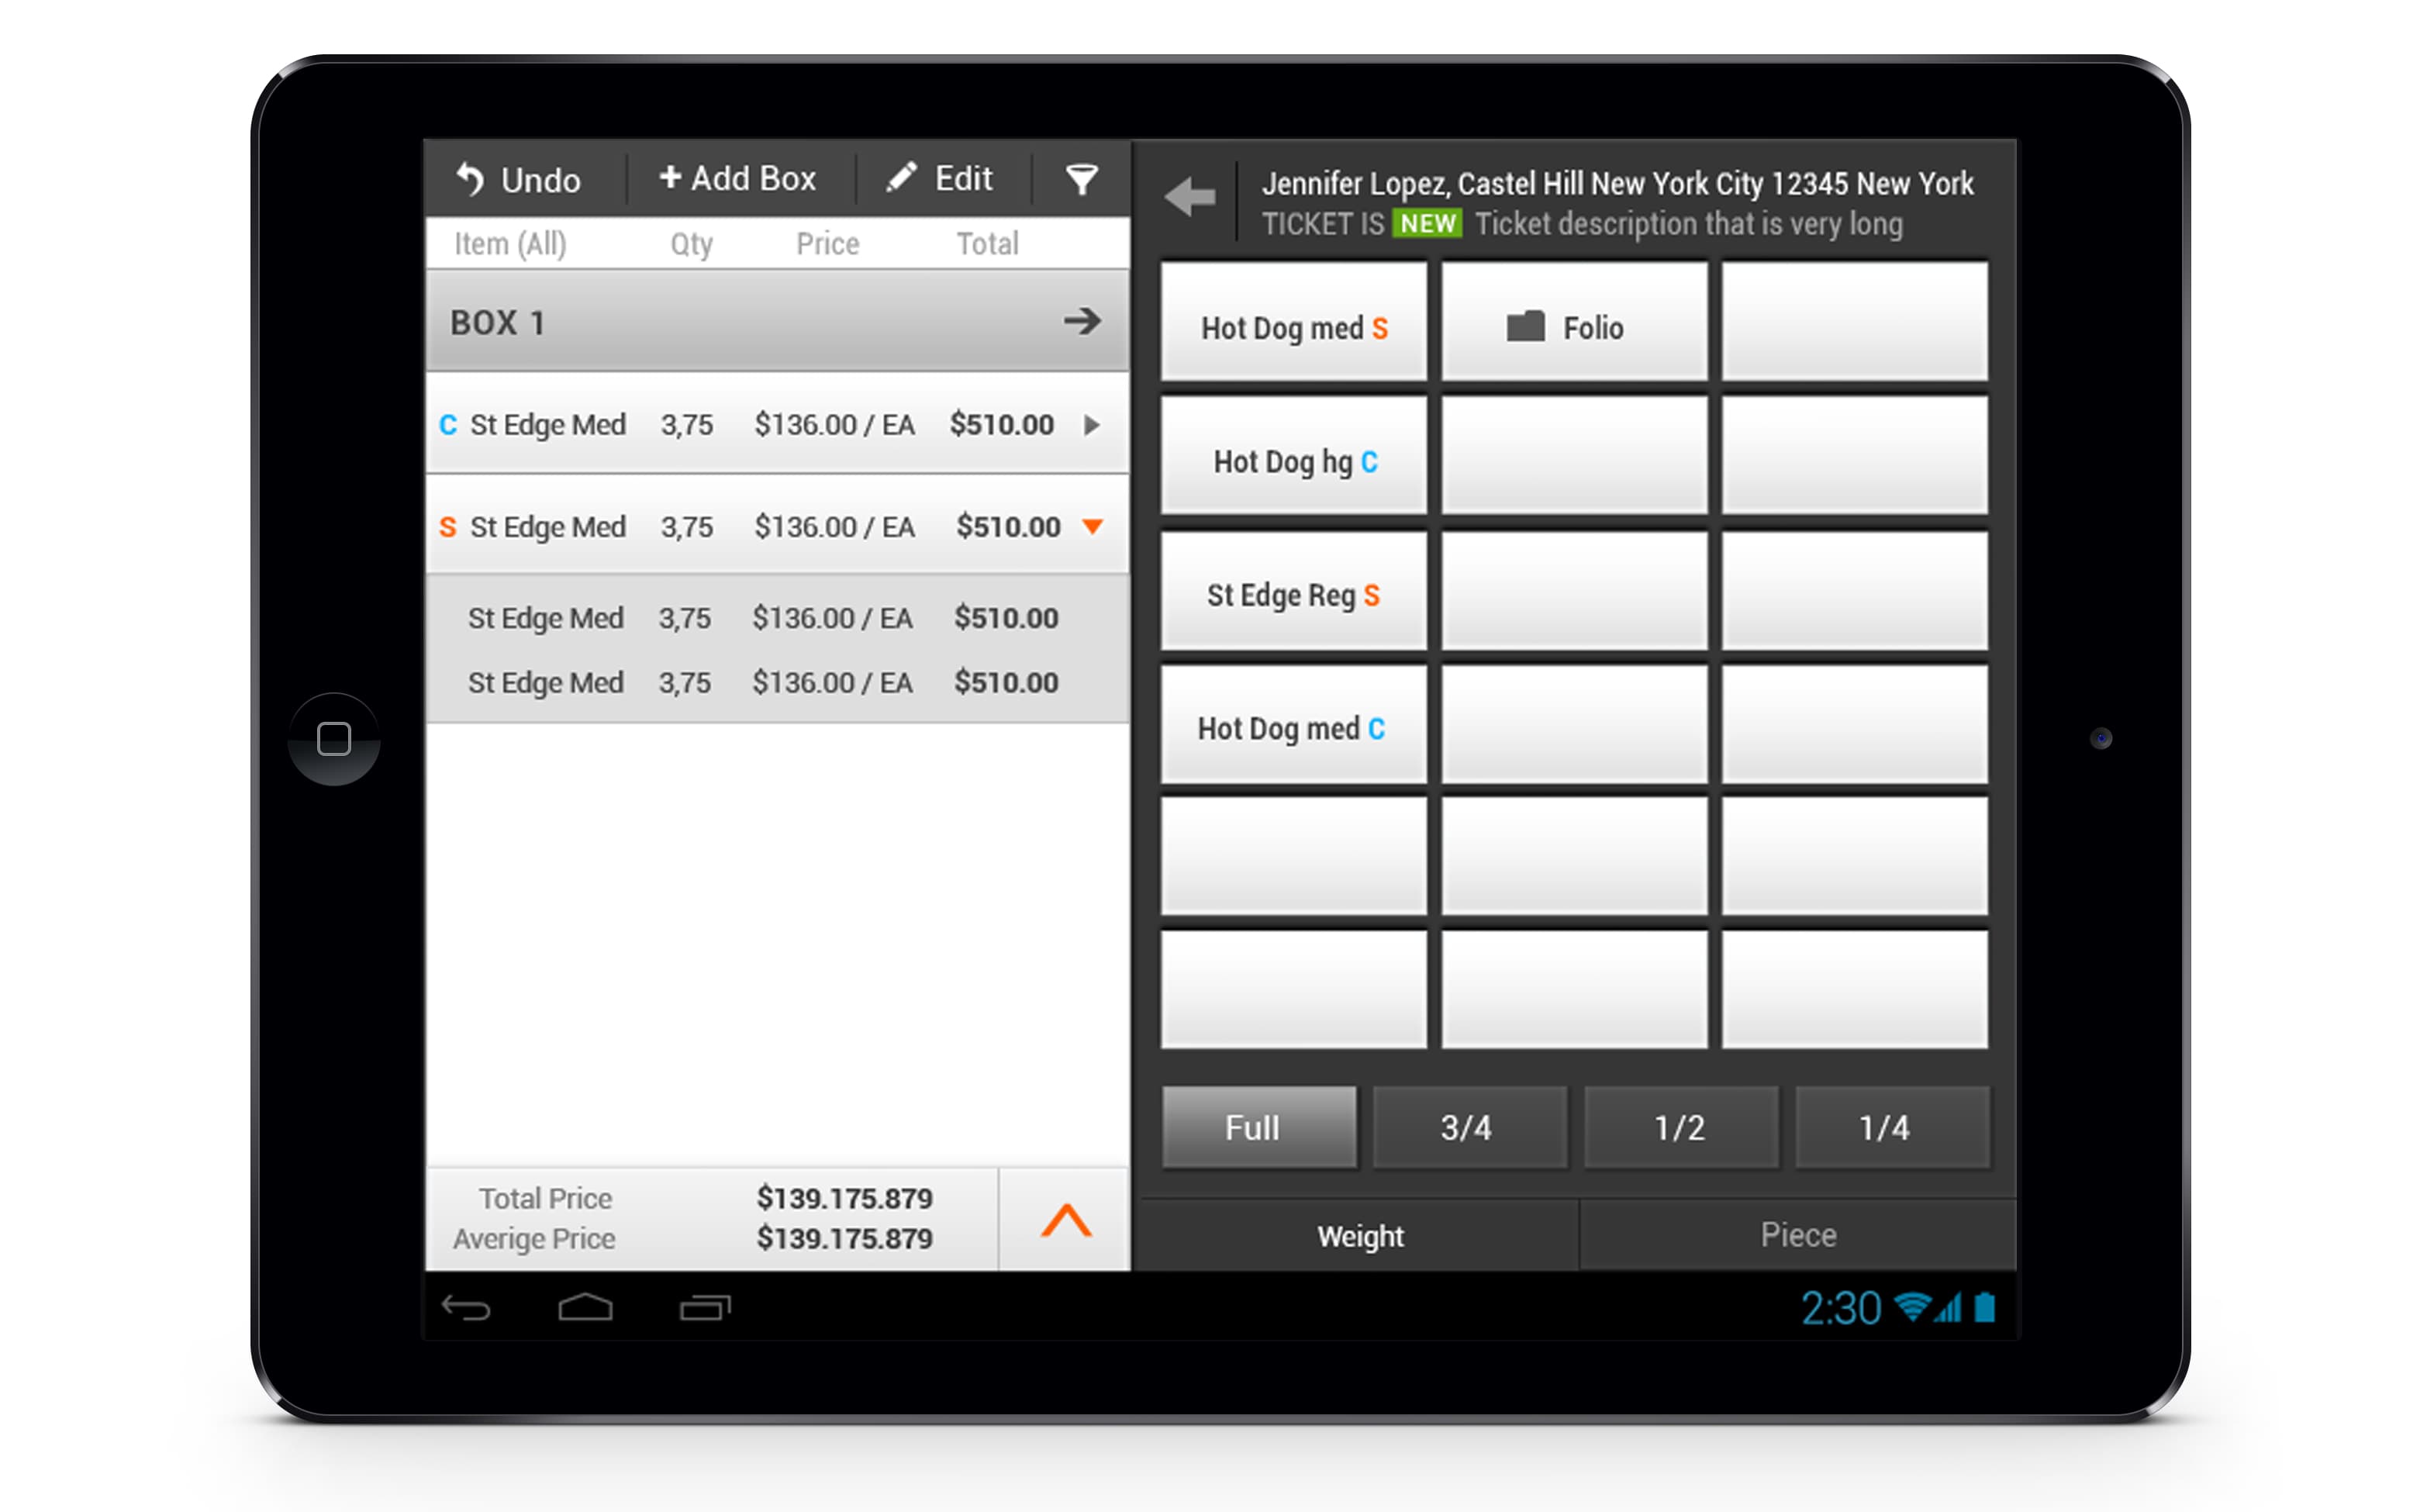 Undo + Add Box Edit
Item (All) Qty Price Total
BOX 1
C St Edge Med 3,75 $136.00 / EA $510.00
S St Edge Med 3,75 $136.00 / EA $510.00
St Edge Med 3,75 $136.00 / EA $510.00
St Edge Med 3,75 $136.00 / EA $510.00
Total Price $139.175.879
Averige Price $139.175.879
Jennifer Lopez, Castel Hill New York City 12345 New York
TICKET IS NEW Ticket description that is very long
Hot Dog med S Folio
Hot Dog hg C
St Edge Reg S
Hot Dog med C
Full 3/4 1/2 1/4
Weight Piece
2:30